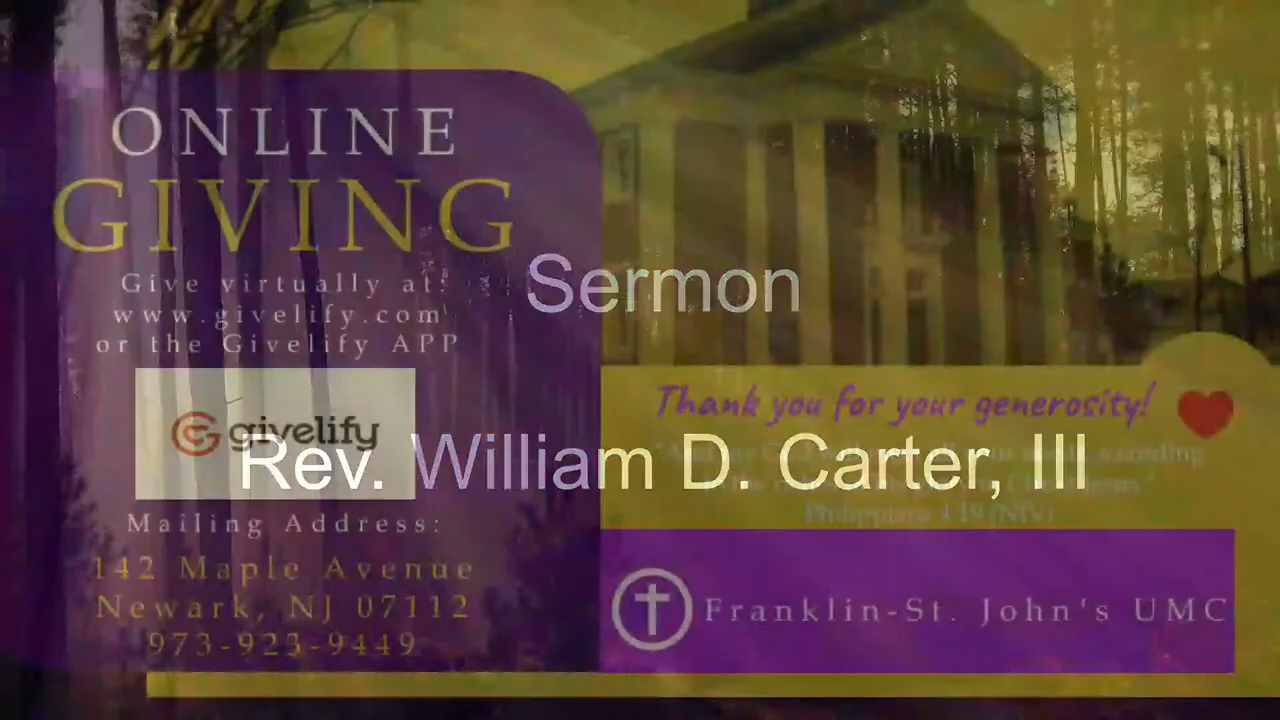 ONLINE
GIVING
Give virtually at:
www.givelify.com
or the Givelify APP
givelify
Mailing Address:
142 Maple Avenue
Newark, NJ 07112
973-923-9449
Sermon
Rev. William D. Carter, III
Thank you for your generosity!
according
Philippians 4:19 (NIV)
Franklin-St. John's UMC